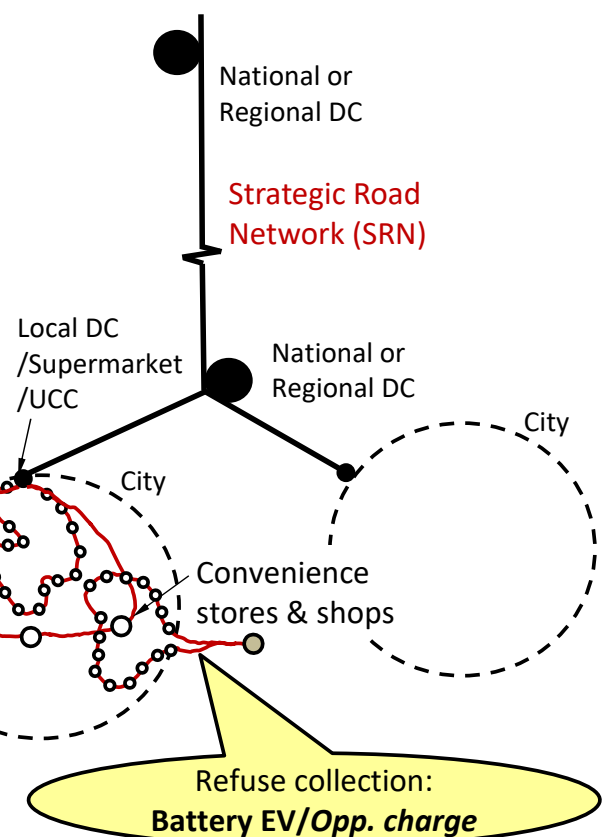 National or
Regional DC
Strategic Road
Network (SRN)
Local DC
/Supermarket
/UCC
National or
Regional DC
City
City
Convenience
stores & shops
Refuse collection:
Battery EV/Opp. charge